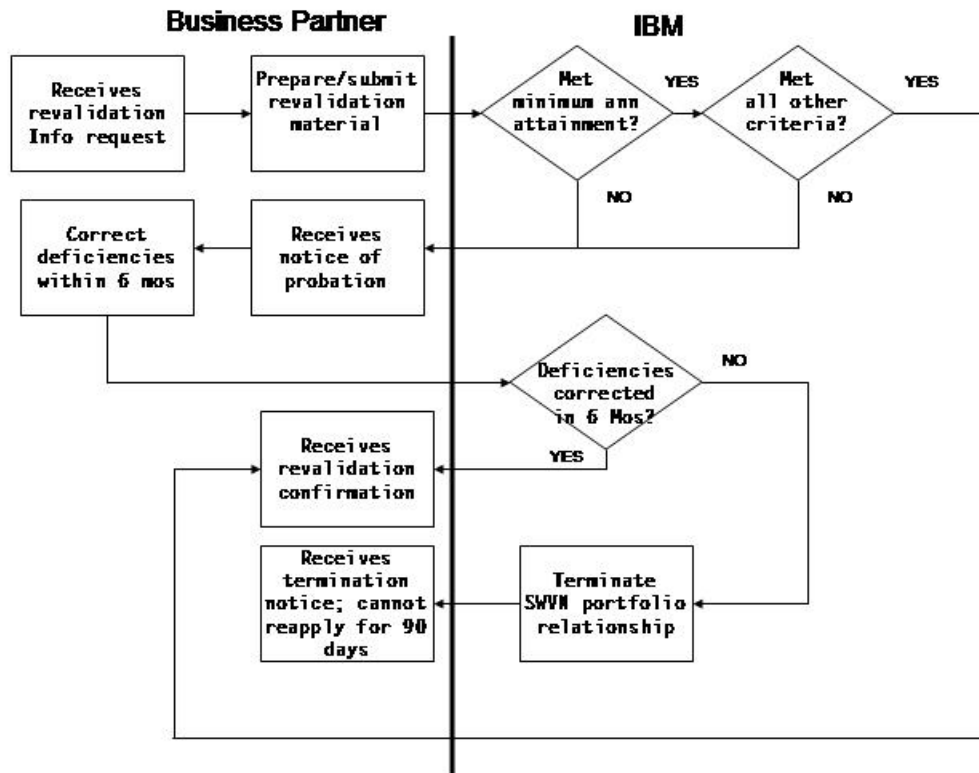 Business Partner
IBM
Receives
revalidation
Info request
Prepare/submit
revalidation
material
Met
minimum ann
attainment?
YES
Met
all other
criteria?
YES
NO
NO
Correct
deficiencies
within 6 mos
Receives
notice of
probation
Deficiencies
corrected
in 6 Mos?
NO
YES
Receives
revalidation
confirmation
Receives
termination
notice; cannot
reapply for 90
days
Terminate
SWVN portfolio
relationship